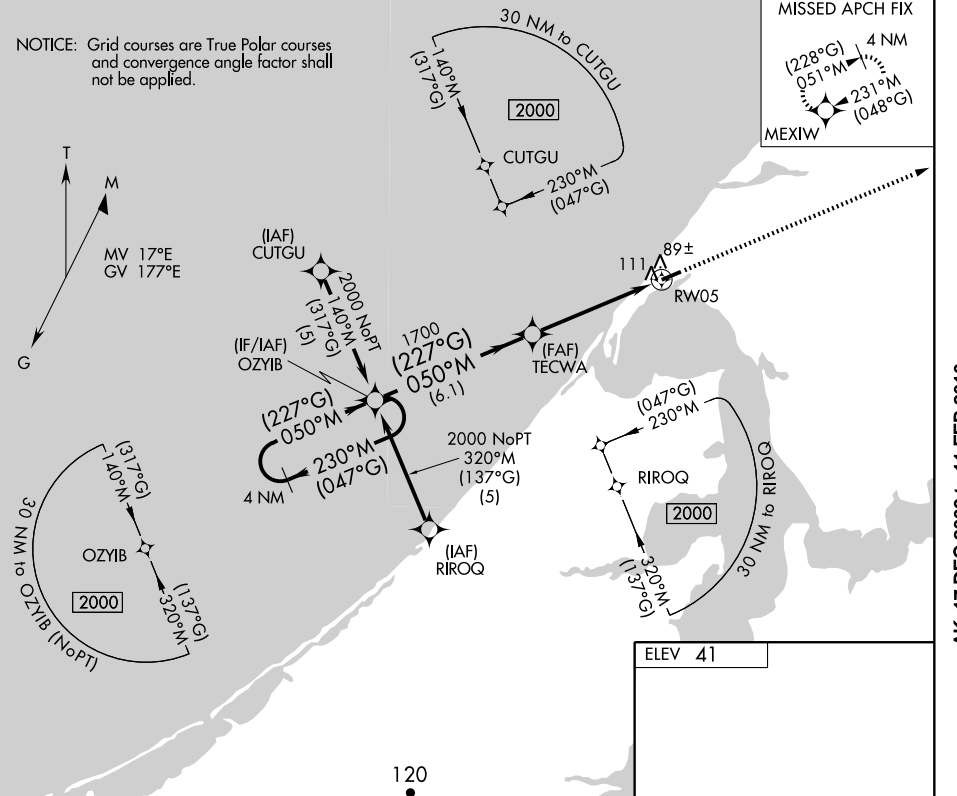 MISSED APCH FIX
4 NM
(228°G)
051°M
231°M
(048°G)
MEXIW
NOTICE: Grid courses are True Polar courses
and convergence angle factor shall
not be applied.
T
M
MV 17°E
GV 177°E
G
30 NM to CUTGU
140°M
(317°G)
2000
CUTGU
230°M
(047°G)
(IAF)
CUTGU
2000 NoPT
140°M
(317°G)
(5)
(IF/IAF)
OZYIB
1700
(227°G)
050°M
(6.1)
(FAF)
TECWA
111
89±
RW05
(227°G)
050°M
230°M
(047°G)
4 NM
2000 NoPT
320°M
(137°G)
(5)
(IAF)
RIROQ
(047°G)
230°M
RIROQ
2000
30 NM to RIROQ
320°M
(137°G)
(317°G)
140°M
OZYIB
2000
(137°G)
320°M
30 NM to OZYIB (NoPT)
ELEV 41
120